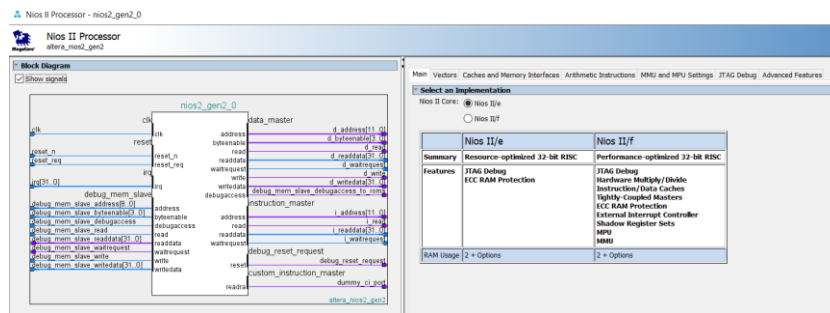 Nios II Processor - nios2_gen2_0
Nios II Processor
altera_nios2_gen2
MegaCore'
Block Diagram
Show signals
nios2_gen2_0
clk
clk
clk
reset
reset_n
reset_n
reset_req
reset_req
irq
irq[31..0]
irq
debug_mem_slave
debug_mem_slave_address[8..0]
address
debug_mem_slave_byteenable[3..0]
byteenable
debug_mem_slave_debugaccess
debugaccess
debug_mem_slave_read
read
debug_mem_slave_readdata[31..0]
readdata
debug_mem_slave_waitrequest
waitrequest
debug_mem_slave_write
write
debug_mem_slave_writedata[31..0]
writedata
data_master
d_address[11..0]
address
d_byteenable[3..0]
byteenable
d_read
read
d_readdata[31..0]
readdata
d_waitrequest
waitrequest
d_write
write
d_writedata[31..0]
writedata
debug_mem_slave_debugaccess_to_roms
debugaccess
instruction_master
i_address[11..0]
address
i_read
read
i_readdata[31..0]
readdata
i_waitrequest
waitrequest
debug_reset_request
debug_reset_request
reset
custom_instruction_master
dummy_ci_port
readra
altera_nios2_gen2
Main Vectors Caches and Memory Interfaces Arithmetic Instructions MMU and MPU Settings JTAG Debug Advanced Features
Select an Implementation
Nios II Core: Nios II/e
Nios II/f
Nios II/e Nios II/f
Summary Resource-optimized 32-bit RISC Performance-optimized 32-bit RISC
Features JTAG Debug JTAG Debug
ECC RAM Protection Hardware Multiply/Divide
Instruction/Data Caches
Tightly-Coupled Masters
ECC RAM Protection
External Interrupt Controller
Shadow Register Sets
MPU
MMU
RAM Usage 2 + Options 2 + Options